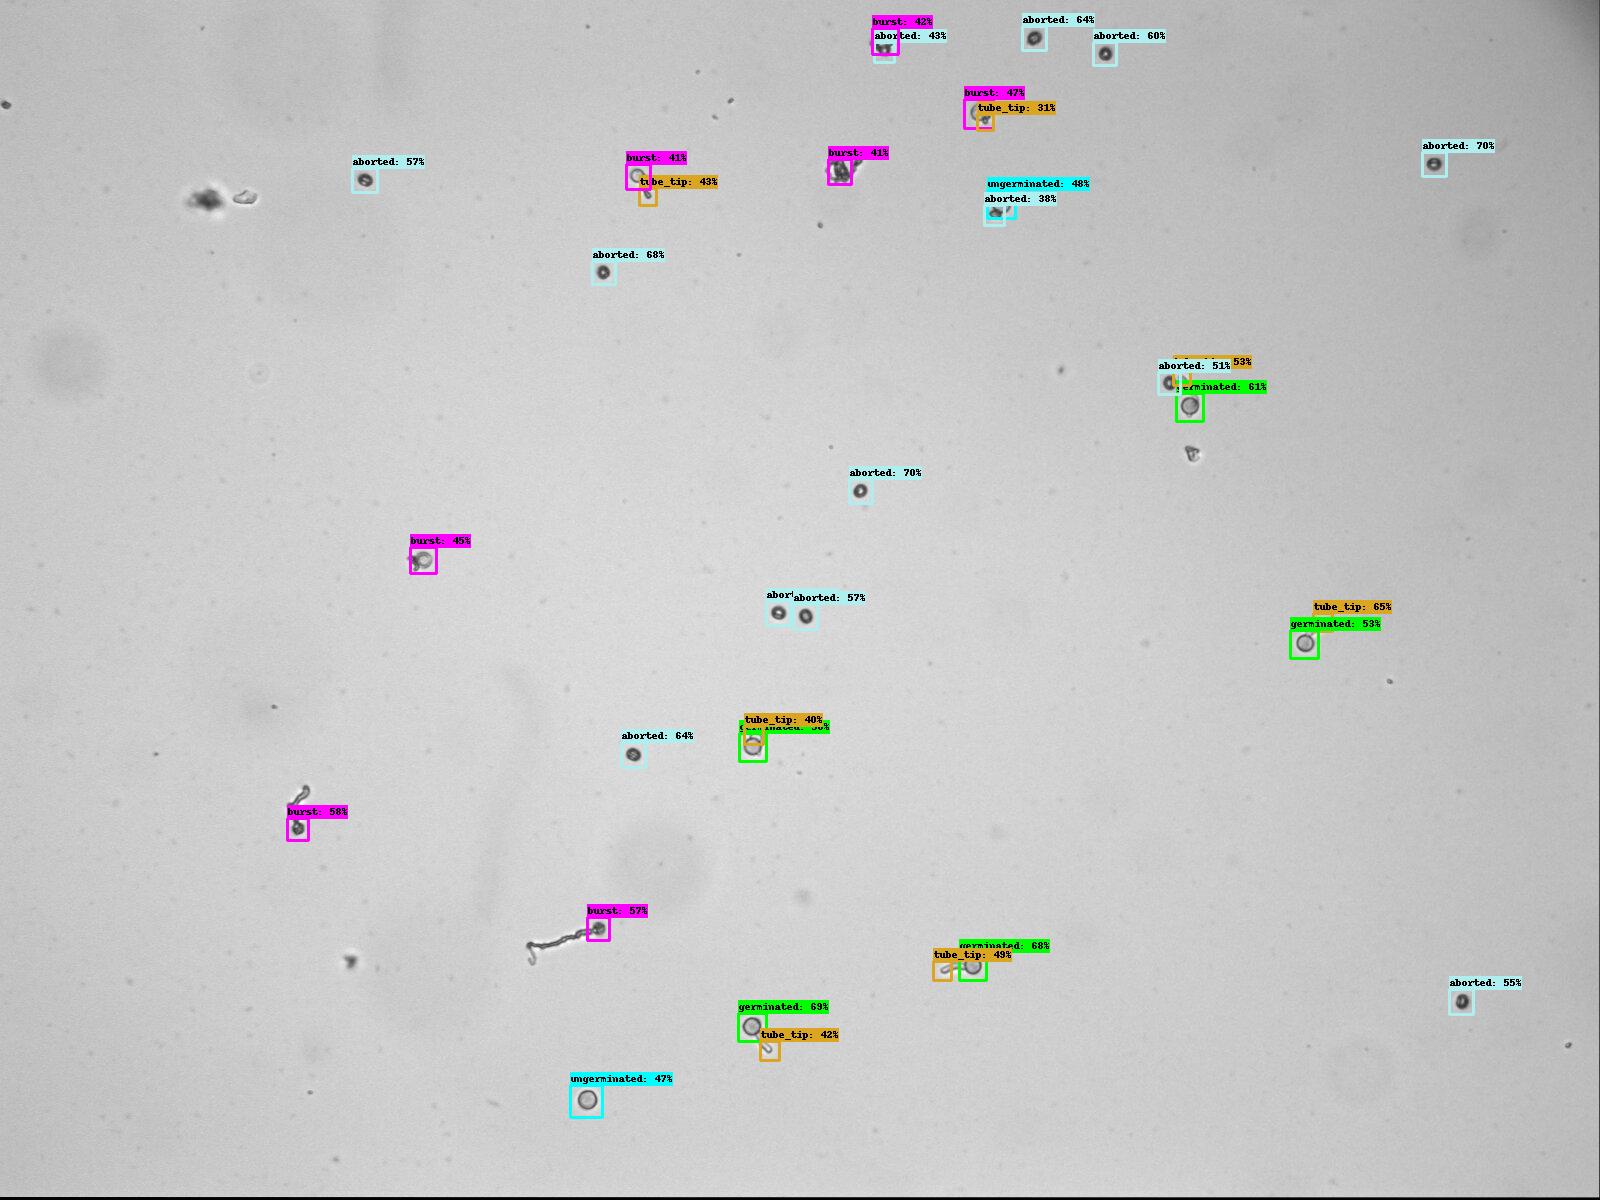 aborted: 64%
burst: 42%
aborted: 43%
aborted: 60%
burst: 47%
tube_tip: 31%
aborted: 70%
burst: 41%
burst: 41%
aborted: 57%
tube_tip: 43%
ungerminated: 48%
aborted: 38%
aborted: 68%
53%
aborted: 51%
germinated: 61%
aborted: 70%
burst: 45%
aborted: 57%
tube_tip: 65%
germinated: 53%
tube_tip: 40%
aborted: 64%
burst: 58%
burst: 57%
germinated: 68%
tube_tip: 49%
aborted: 55%
germinated: 69%
tube_tip: 42%
ungerminated: 47%